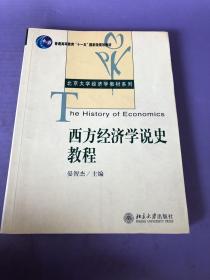 普通高等教育“十一五”国家级规划教材
北京大学经济学教材系列
The History of Economics
西方经济学说史
教程
晏智杰/主编
北京大学出版社